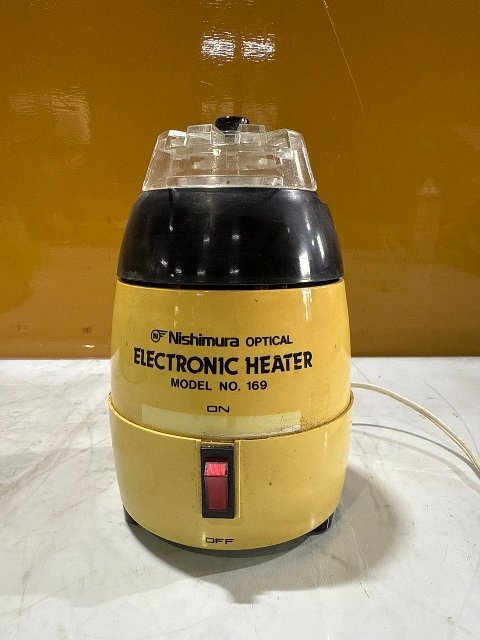 NF Nishimura OPTICAL
ELECTRONIC HEATER
MODEL NO. 169
ON
OFF